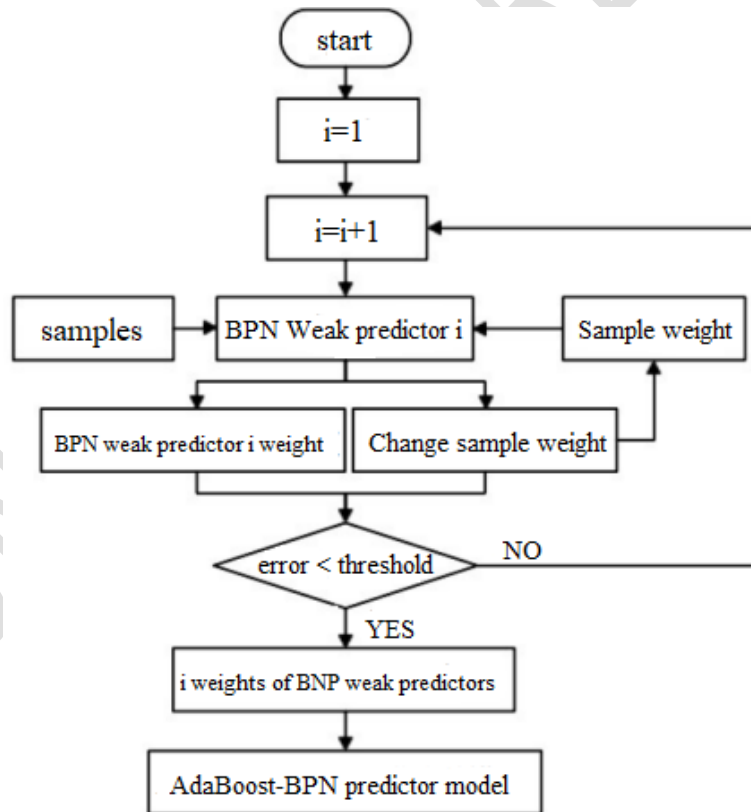 start
i=1
i=i+1
samples
BPN Weak predictor i
Sample weight
BPN weak predictor i weight
Change sample weight
error < threshold
NO
YES
i weights of BNP weak predictors
AdaBoost-BPN predictor model